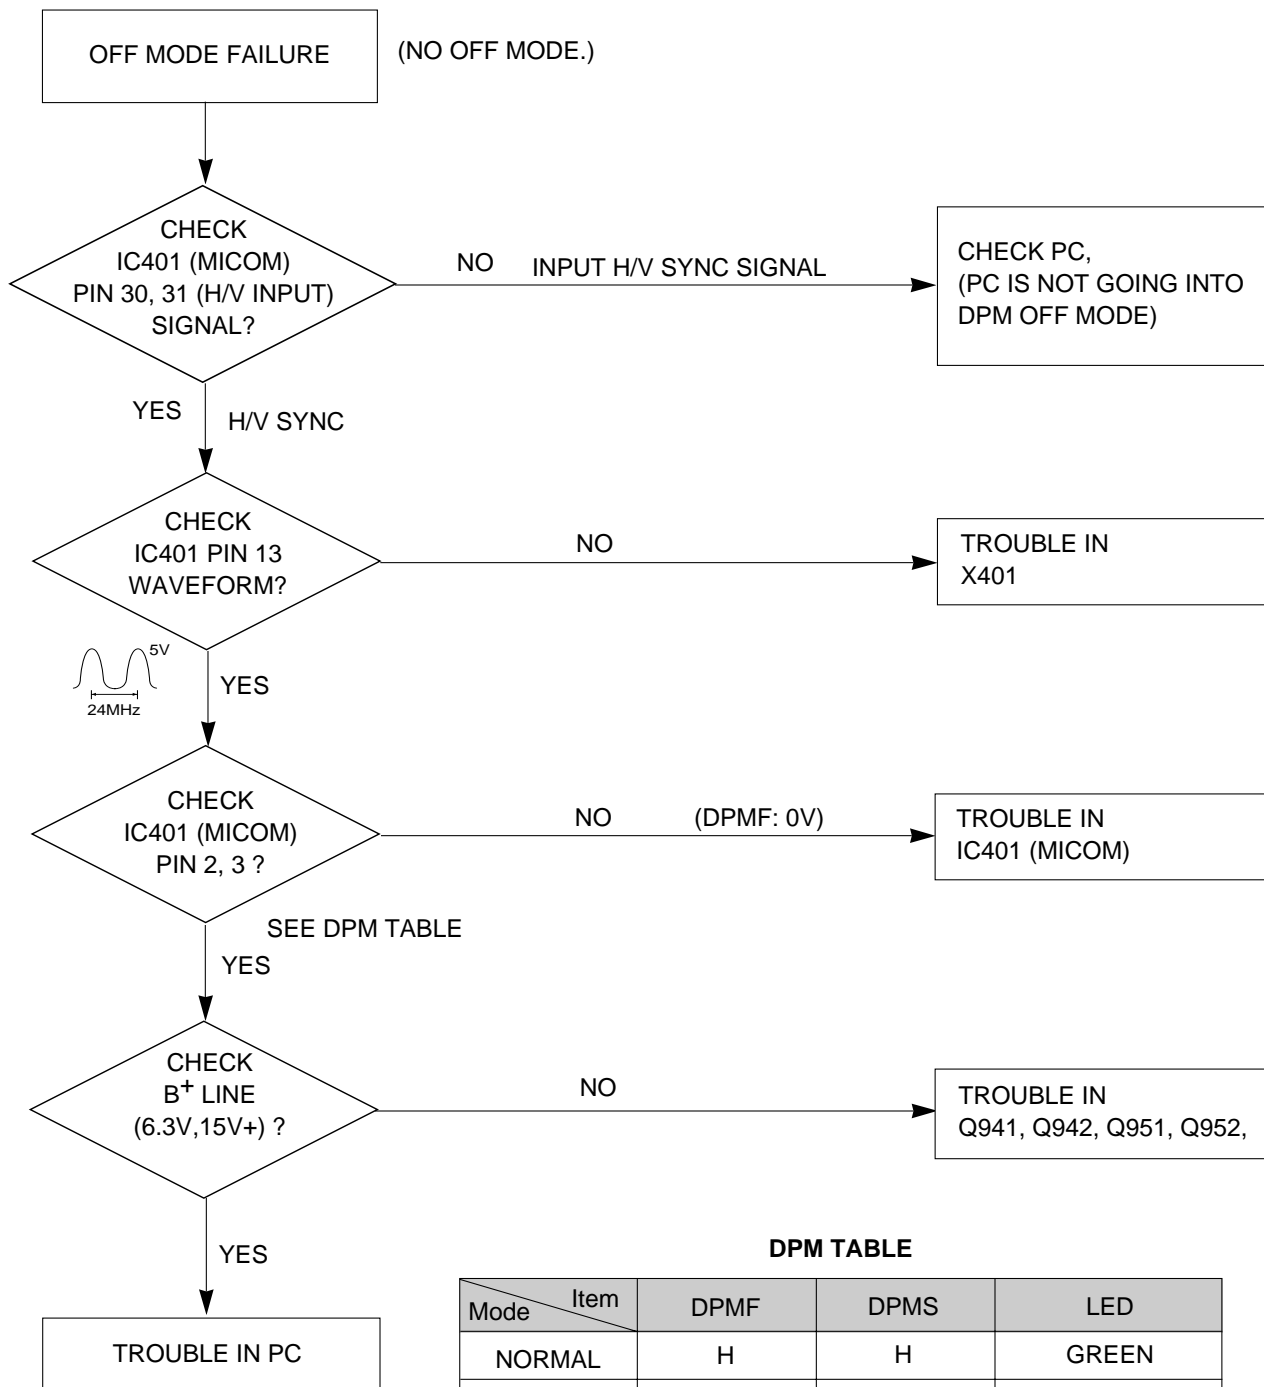 OFF MODE FAILURE
(NO OFF MODE.)
CHECK
IC401 (MICOM)
PIN 30, 31 (H/V INPUT)
SIGNAL?
NO
INPUT H/V SYNC SIGNAL
CHECK PC,
(PC IS NOT GOING INTO
DPM OFF MODE)
YES
H/V SYNC
CHECK
IC401 PIN 13
WAVEFORM?
NO
TROUBLE IN
X401
5V
24MHz
YES
CHECK
IC401 (MICOM)
PIN 2, 3 ?
NO
(DPMF: 0V)
TROUBLE IN
IC401 (MICOM)
SEE DPM TABLE
YES
CHECK
B+ LINE
(6.3V,15V+) ?
NO
TROUBLE IN
Q941, Q942, Q951, Q952,
YES
TROUBLE IN PC
DPM TABLE
Mode Item DPMF DPMS LED
NORMAL H H GREEN